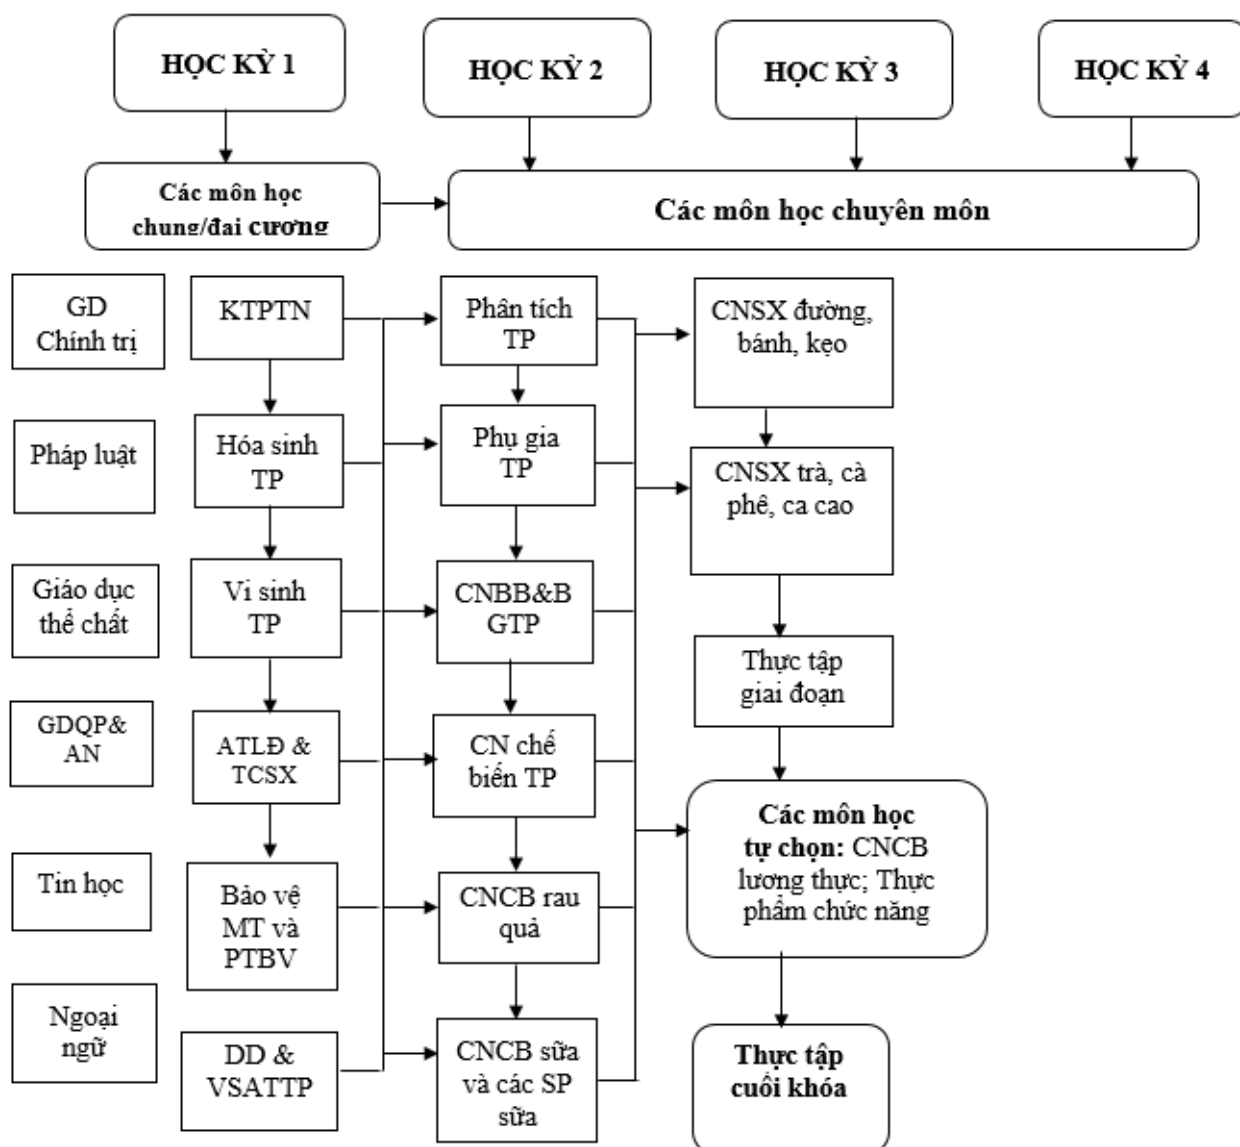 HỌC KỲ 1
HỌC KỲ 2
HỌC KỲ 3
HỌC KỲ 4
Các môn học
chung/đại cương
Các môn học chuyên môn
GD
Chính trị
KTPTN
Phân tích
TP
CNSX đường,
bánh, kẹo
Pháp luật
Hóa sinh
TP
Phụ gia
TP
CNSX trà, cà
phê, ca cao
Giáo dục
thể chất
Vi sinh
TP
CNBB&B
GTP
Thực tập
giai đoạn
GDQP&
AN
ATLĐ &
TCSX
CN chế
biến TP
Các môn học
tự chọn: CNCB
lương thực; Thực
phẩm chức năng
Tin học
Bảo vệ
MT và
PTBV
CNCB rau
quả
Ngoại
ngữ
DD &
VSATTP
CNCB sữa
và các SP
sữa
Thực tập
cuối khóa